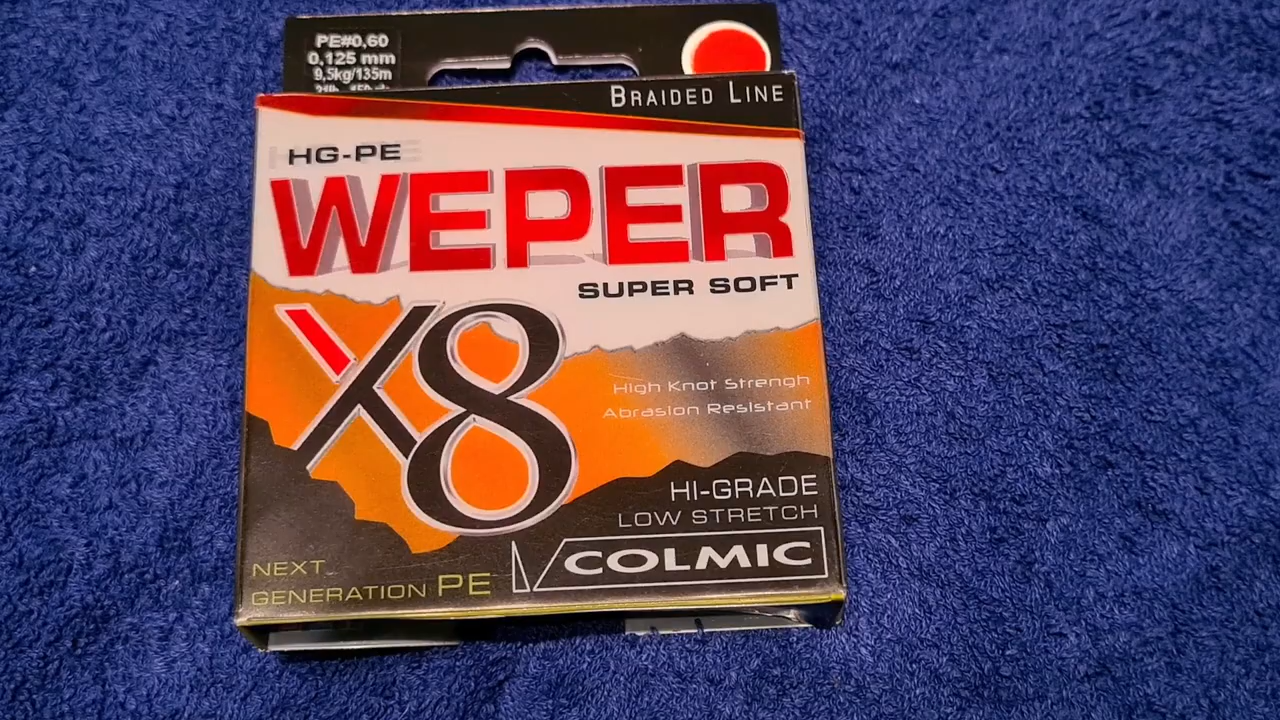 PE#0,60
0,125 mm
9,5kg/135m
BRAIDED LINE
HG-PE
WEPER
SUPER SOFT
X8
High Knot Strengh
Abrasion Resistant
HI-GRADE
LOW STRETCH
COLMIC
NEXT
GENERATION PE